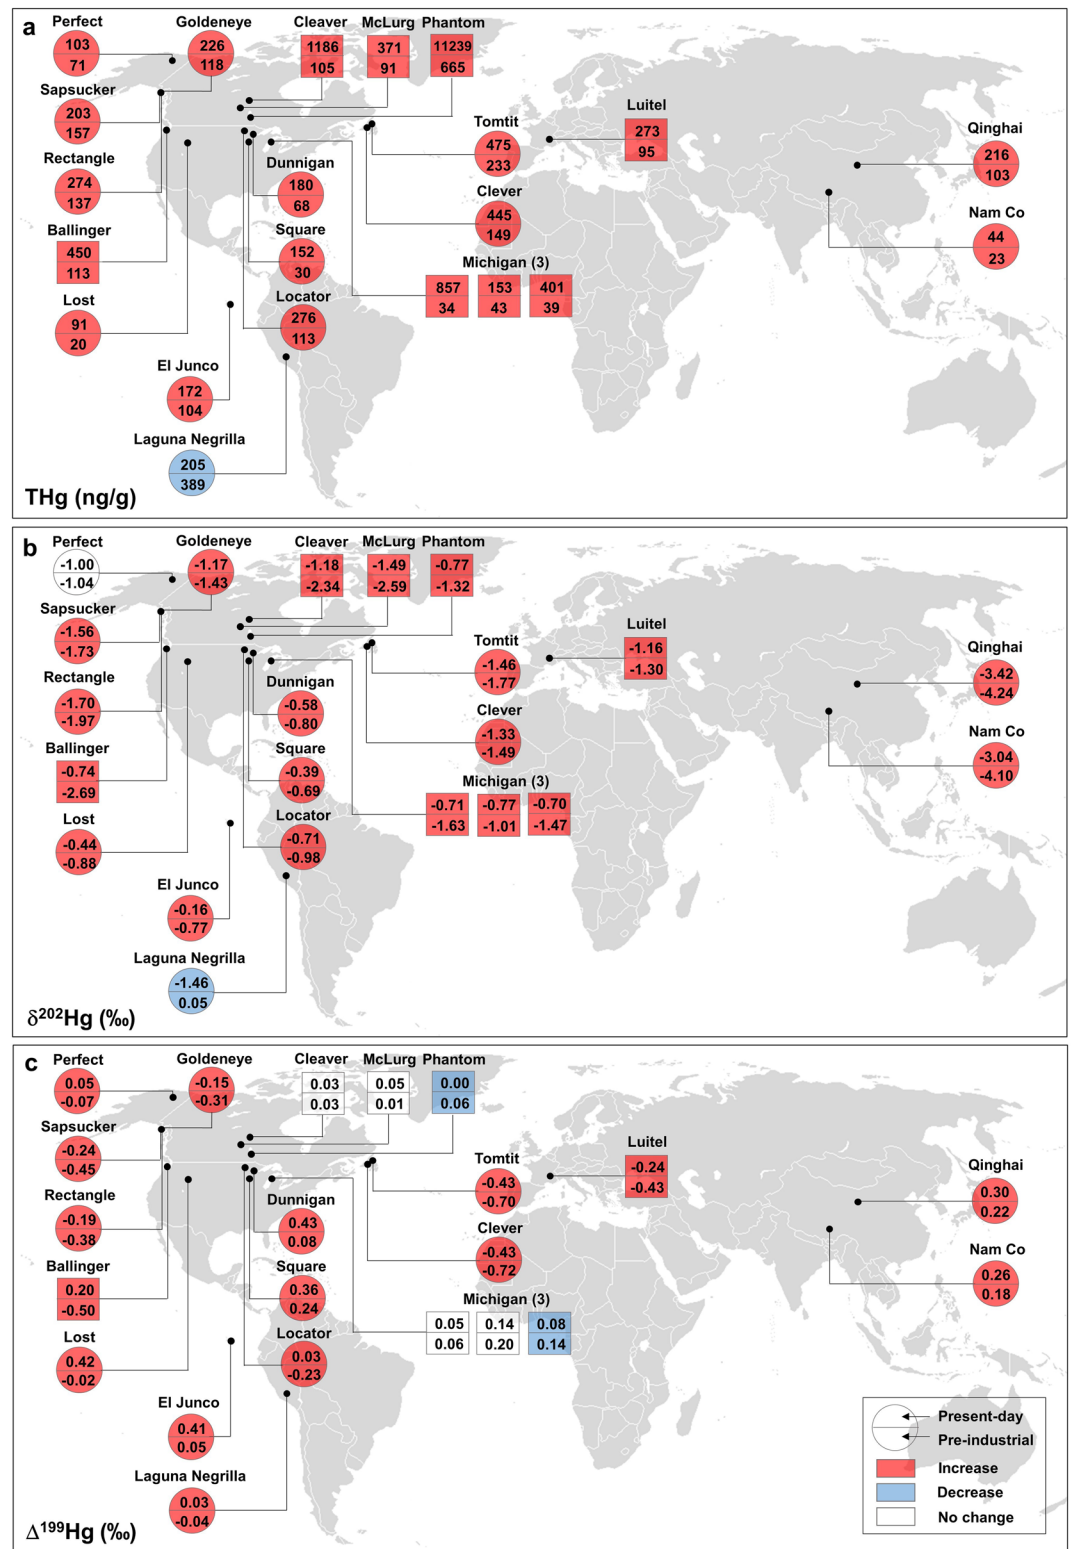 a
Perfect
103
71
Goldeneye
226
118
Cleaver
1186
105
McLurg
371
91
Phantom
11239
665
Sapsucker
203
157
Rectangle
274
137
Ballinger
450
113
Lost
91
20
Dunnigan
180
68
Square
152
30
Locator
276
113
El Junco
172
104
Laguna Negrilla
205
389
Tomtit
475
233
Clever
445
149
Michigan (3)
857 153 401
34 43 39
Luitel
273
95
Qinghai
216
103
Nam Co
44
23
THg (ng/g)
b
Perfect
-1.00
-1.04
Goldeneye
-1.17
-1.43
Cleaver
-1.18
-2.34
McLurg
-1.49
-2.59
Phantom
-0.77
-1.32
Sapsucker
-1.56
-1.73
Rectangle
-1.70
-1.97
Ballinger
-0.74
-2.69
Lost
-0.44
-0.88
Dunnigan
-0.58
-0.80
Square
-0.39
-0.69
Locator
-0.71
-0.98
El Junco
-0.16
-0.77
Laguna Negrilla
-1.46
0.05
Tomtit
-1.46
-1.77
Clever
-1.33
-1.49
Michigan (3)
-0.71 -0.77 -0.70
-1.63 -1.01 -1.47
Luitel
-1.16
-1.30
Qinghai
-3.42
-4.24
Nam Co
-3.04
-4.10
δ²⁰²Hg (‰)
c
Perfect
0.05
-0.07
Goldeneye
-0.15
-0.31
Cleaver
0.03
0.03
McLurg
0.05
0.01
Phantom
0.00
0.06
Sapsucker
-0.24
-0.45
Rectangle
-0.19
-0.38
Ballinger
0.20
-0.50
Lost
0.42
-0.02
Dunnigan
0.43
0.08
Square
0.36
0.24
Locator
0.03
-0.23
El Junco
0.41
0.05
Laguna Negrilla
0.03
-0.04
Tomtit
-0.43
-0.70
Clever
-0.43
-0.72
Michigan (3)
0.05 0.14 0.08
0.06 0.20 0.14
Luitel
-0.24
-0.43
Qinghai
0.30
0.22
Nam Co
0.26
0.18
Δ¹⁹⁹Hg (‰)
Present-day
Pre-industrial
Increase
Decrease
No change